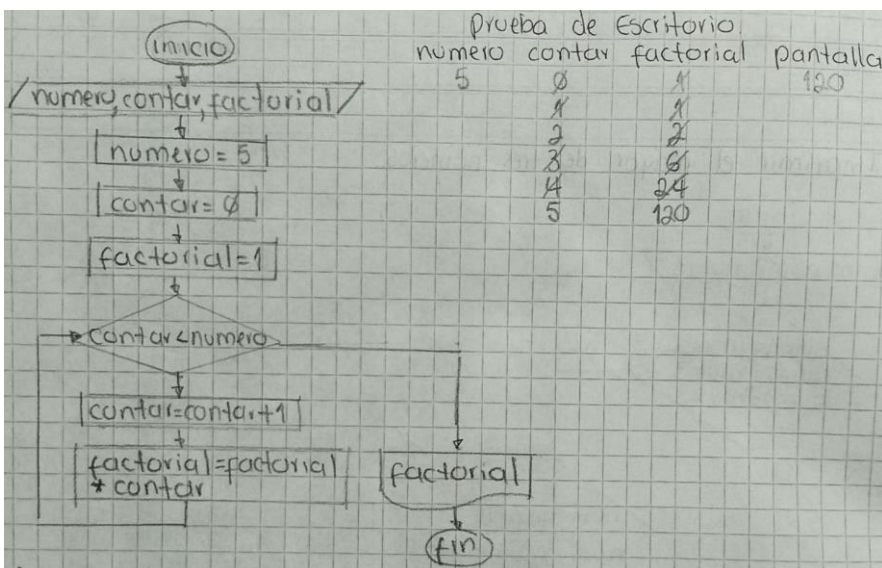 inicio
numero, contar, factorial
numero = 5
contar = 0
factorial = 1
contar < numero
contar = contar + 1
factorial = factorial
* contar
factorial
fin
Prueba de Escritorio
numero contar factorial pantalla
5 0 1 120
1 1
2 2
3 6
4 24
5 120